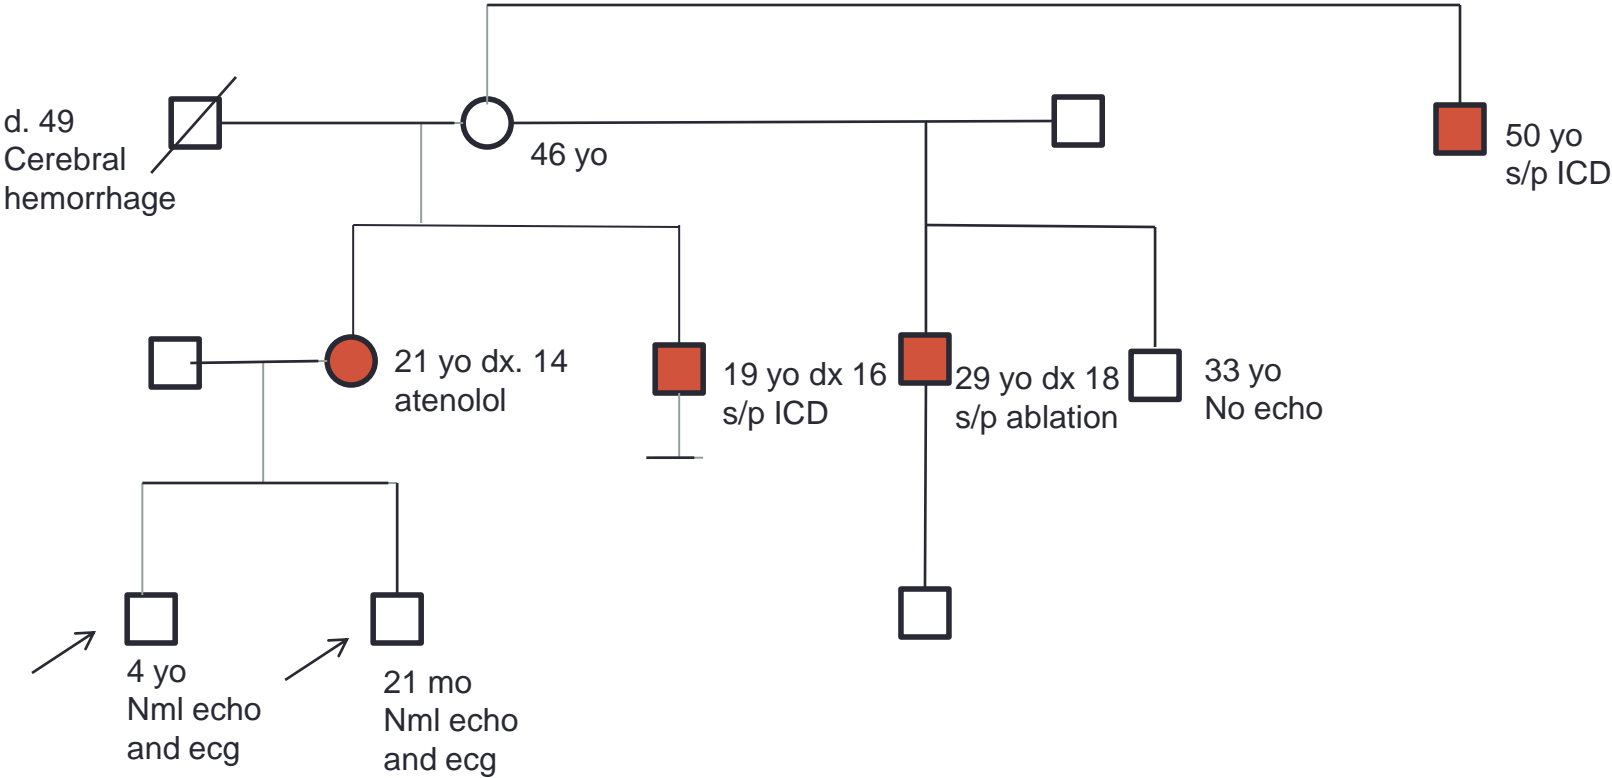 d. 49
Cerebral
hemorrhage
46 yo
50 yo
s/p ICD
21 yo dx. 14
atenolol
19 yo dx 16
s/p ICD
29 yo dx 18
s/p ablation
33 yo
No echo
4 yo
Nml echo
and ecg
21 mo
Nml echo
and ecg